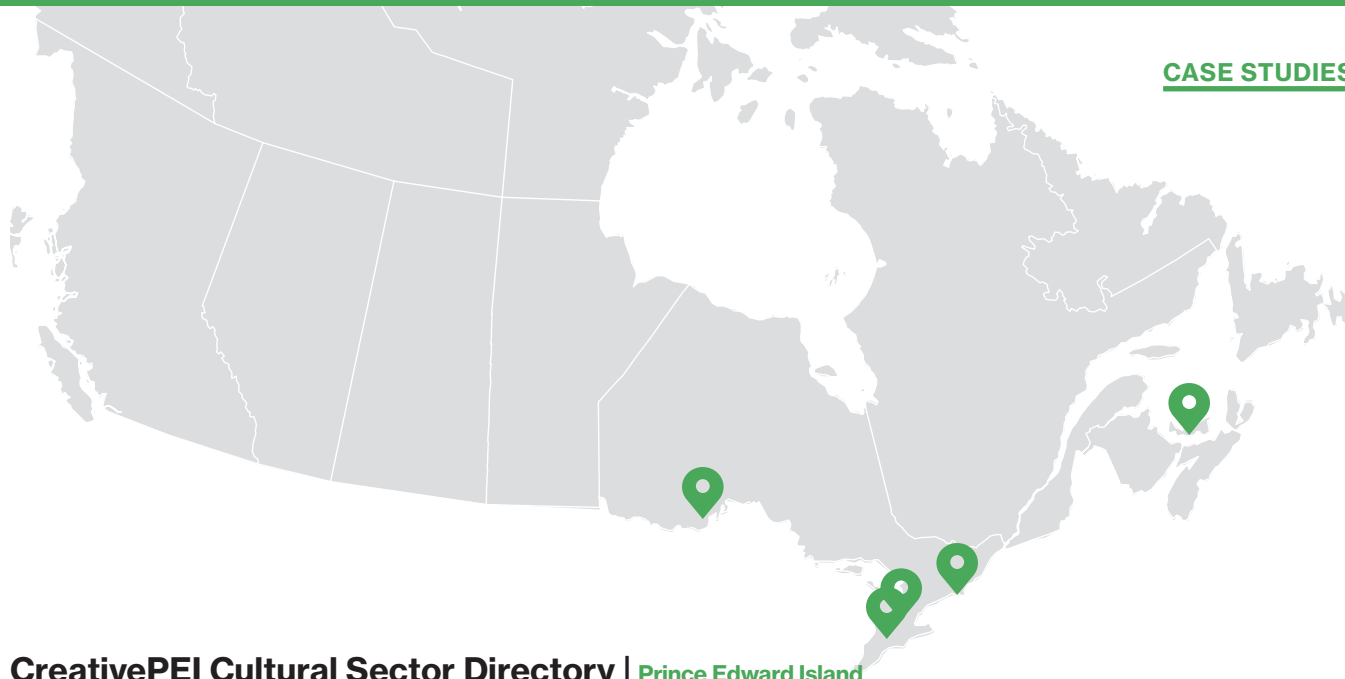 CASE STUDIES
CreativePEI Cultural Sector Directory | Prince Edward Island